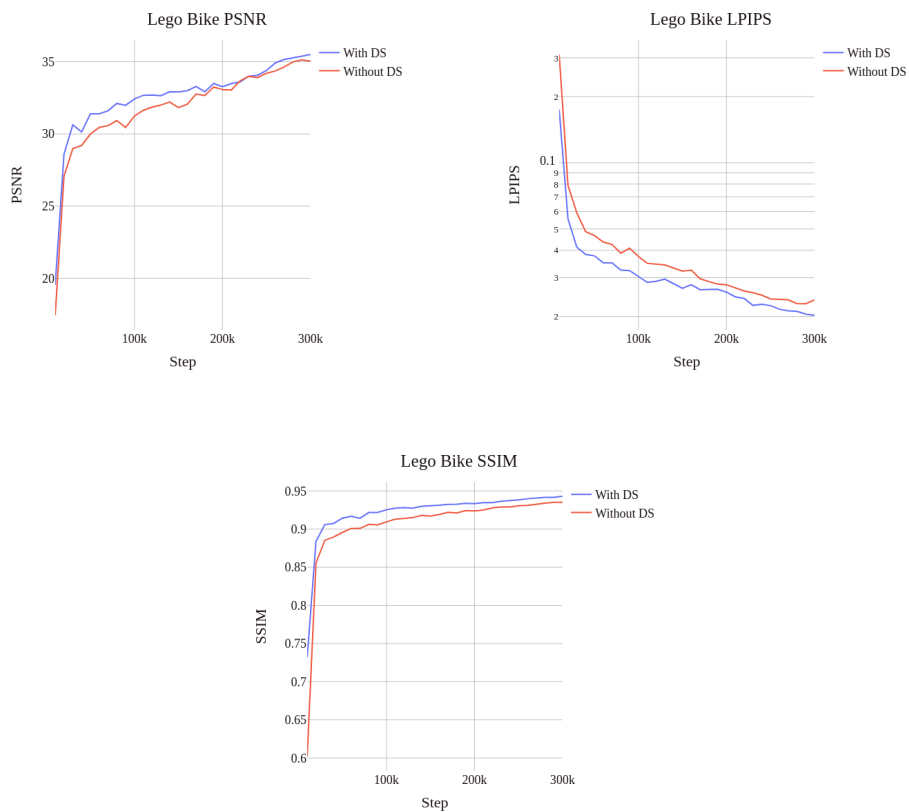 Lego Bike PSNR
35
30
25
20
PSNR
100k
200k
300k
Step
With DS
Without DS
Lego Bike LPIPS
3
2
0.1
9
8
7
6
5
4
3
2
LPIPS
100k
200k
300k
Step
With DS
Without DS
Lego Bike SSIM
0.95
0.9
0.85
0.8
0.75
0.7
0.65
0.6
SSIM
100k
200k
300k
Step
With DS
Without DS